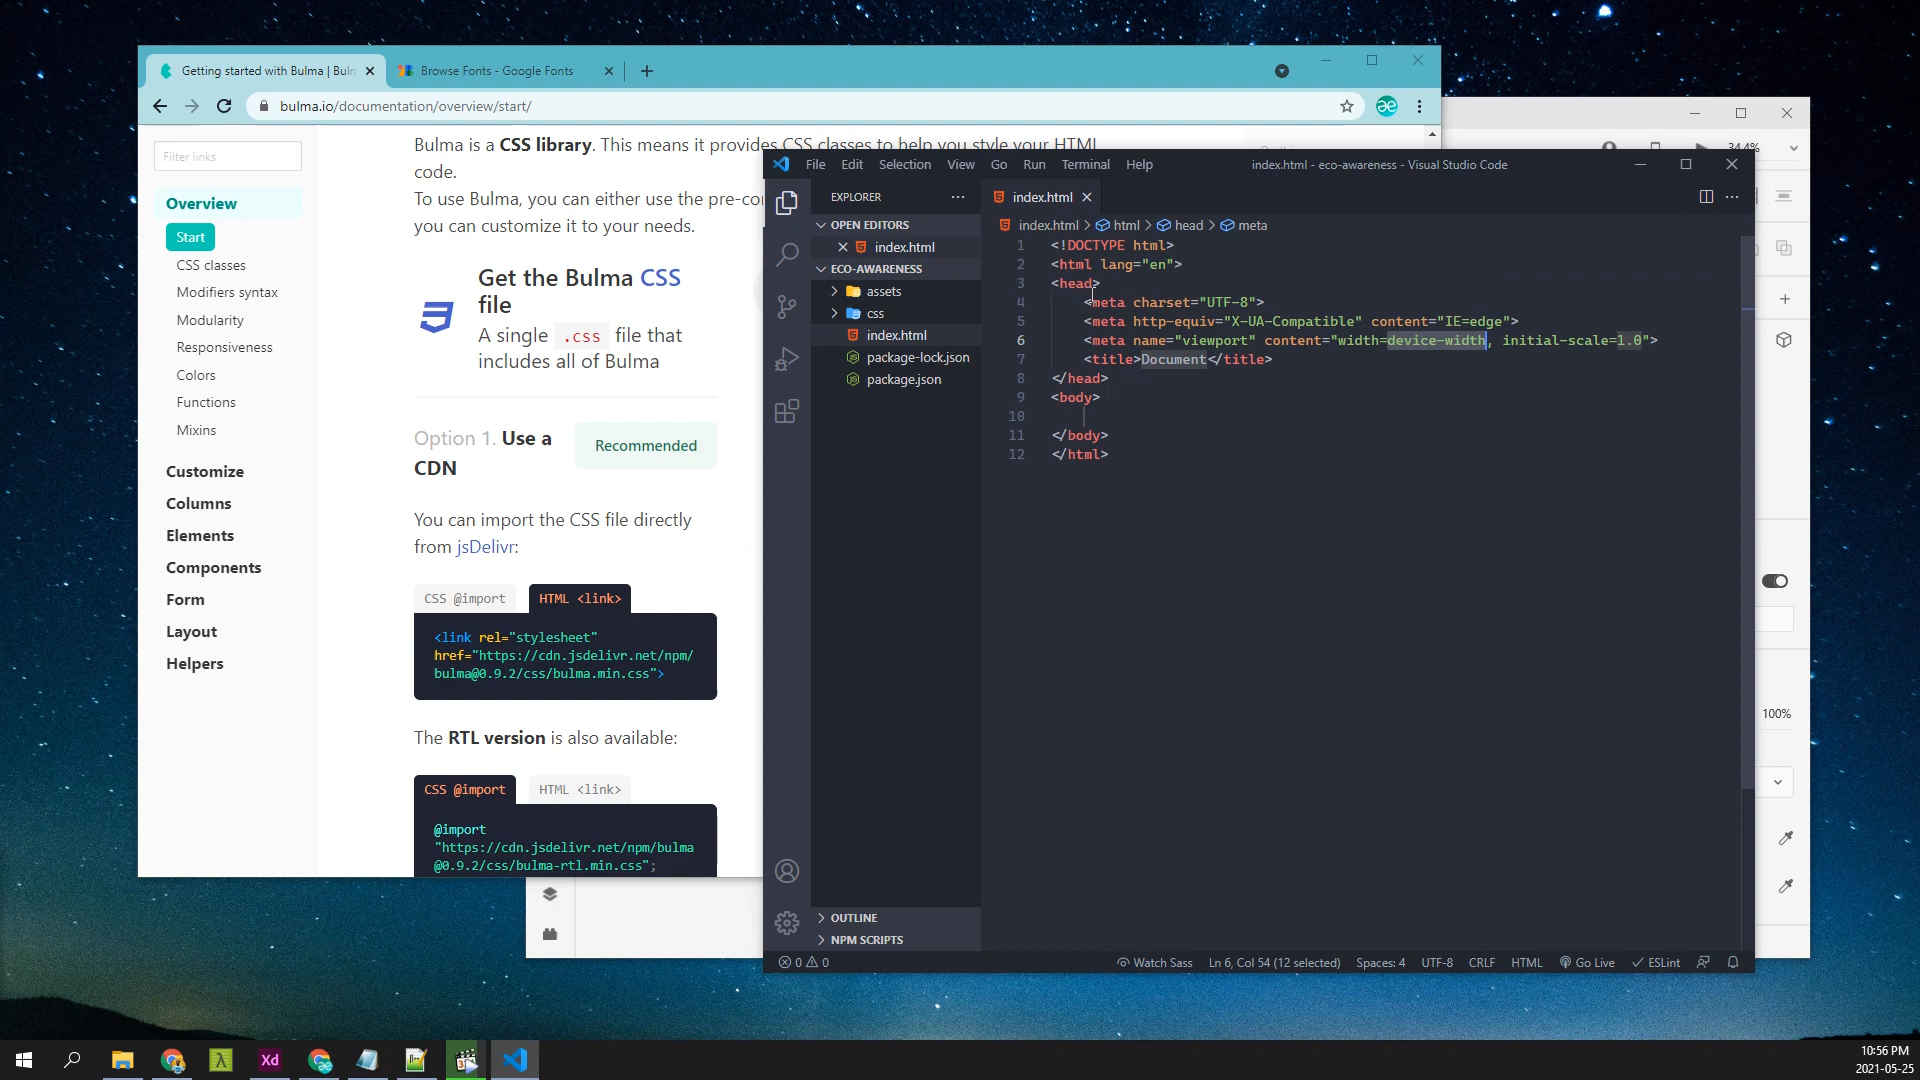 Getting started with Bulma | Buln
Browse Fonts - Google Fonts
bulma.io/documentation/overview/start/
Filter links
Overview
Start
CSS classes
Modifiers syntax
Modularity
Responsiveness
Colors
Functions
Mixins
Customize
Columns
Elements
Components
Form
Layout
Helpers
Bulma is a CSS library. This means it provides CSS classes to help you style your HTML
code.
To use Bulma, you can either use the pre-co
you can customize it to your needs.
Get the Bulma CSS
file
A single .css file that
includes all of Bulma
Option 1. Use a
CDN
Recommended
You can import the CSS file directly
from jsDelivr:
CSS @import
HTML <link>
<link rel="stylesheet"
href="https://cdn.jsdelivr.net/npm/
bulma@0.9.2/css/bulma.min.css">
The RTL version is also available:
CSS @import
HTML <link>
@import
"https://cdn.jsdelivr.net/npm/bulma
@0.9.2/css/bulma-rtl.min.css";
34.4%
100%
File Edit Selection View Go Run Terminal Help
index.html - eco-awareness - Visual Studio Code
EXPLORER
OPEN EDITORS
index.html
ECO-AWARENESS
assets
css
index.html
package-lock.json
package.json
OUTLINE
NPM SCRIPTS
index.html
index.html > html > head > meta
1 <!DOCTYPE html>
2 <html lang="en">
3 <head>
4 <meta charset="UTF-8">
5 <meta http-equiv="X-UA-Compatible" content="IE=edge">
6 <meta name="viewport" content="width=device-width, initial-scale=1.0">
7 <title>Document</title>
8 </head>
9 <body>
10
11 </body>
12 </html>
0 0
Watch Sass
Ln 6, Col 54 (12 selected)
Spaces: 4
UTF-8
CRLF
HTML
Go Live
ESLint
Xd
10:56 PM
2021-05-25